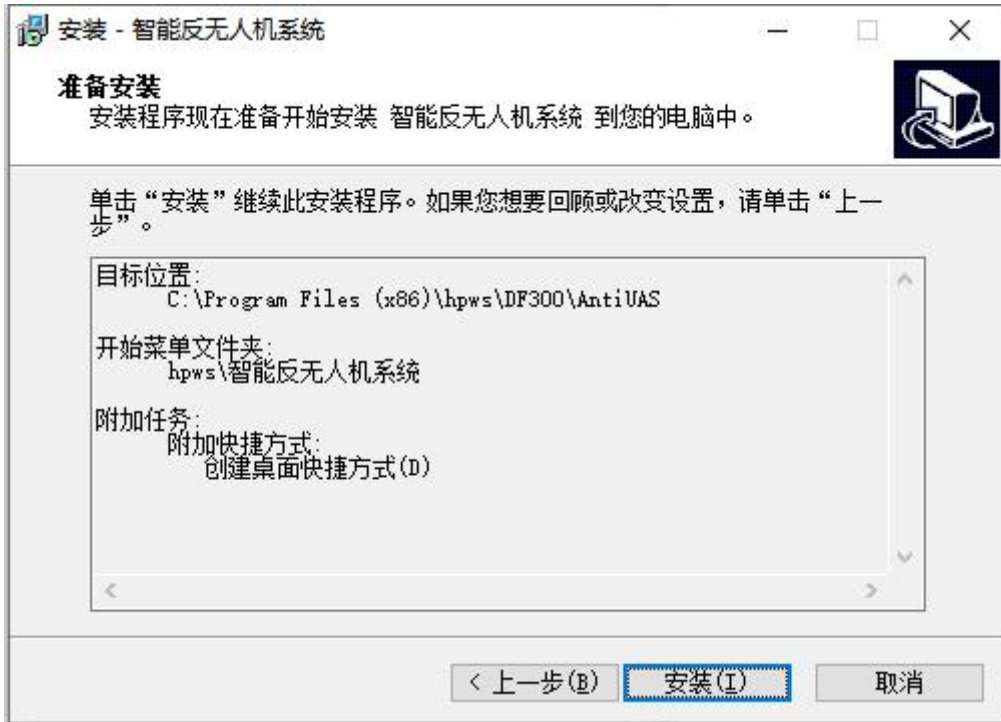 安装 - 智能反无人机系统
准备安装
安装程序现在准备开始安装 智能反无人机系统 到您的电脑中。
单击“安装”继续此安装程序。如果您想要回顾或改变设置，请单击“上一
步”。
目标位置:
C:\Program Files (x86)\hpws\DF300\AntiUAS
开始菜单文件夹:
hpws\智能反无人机系统
附加任务:
附加快捷方式:
创建桌面快捷方式(D)
< 上一步(B)
安装(I)
取消